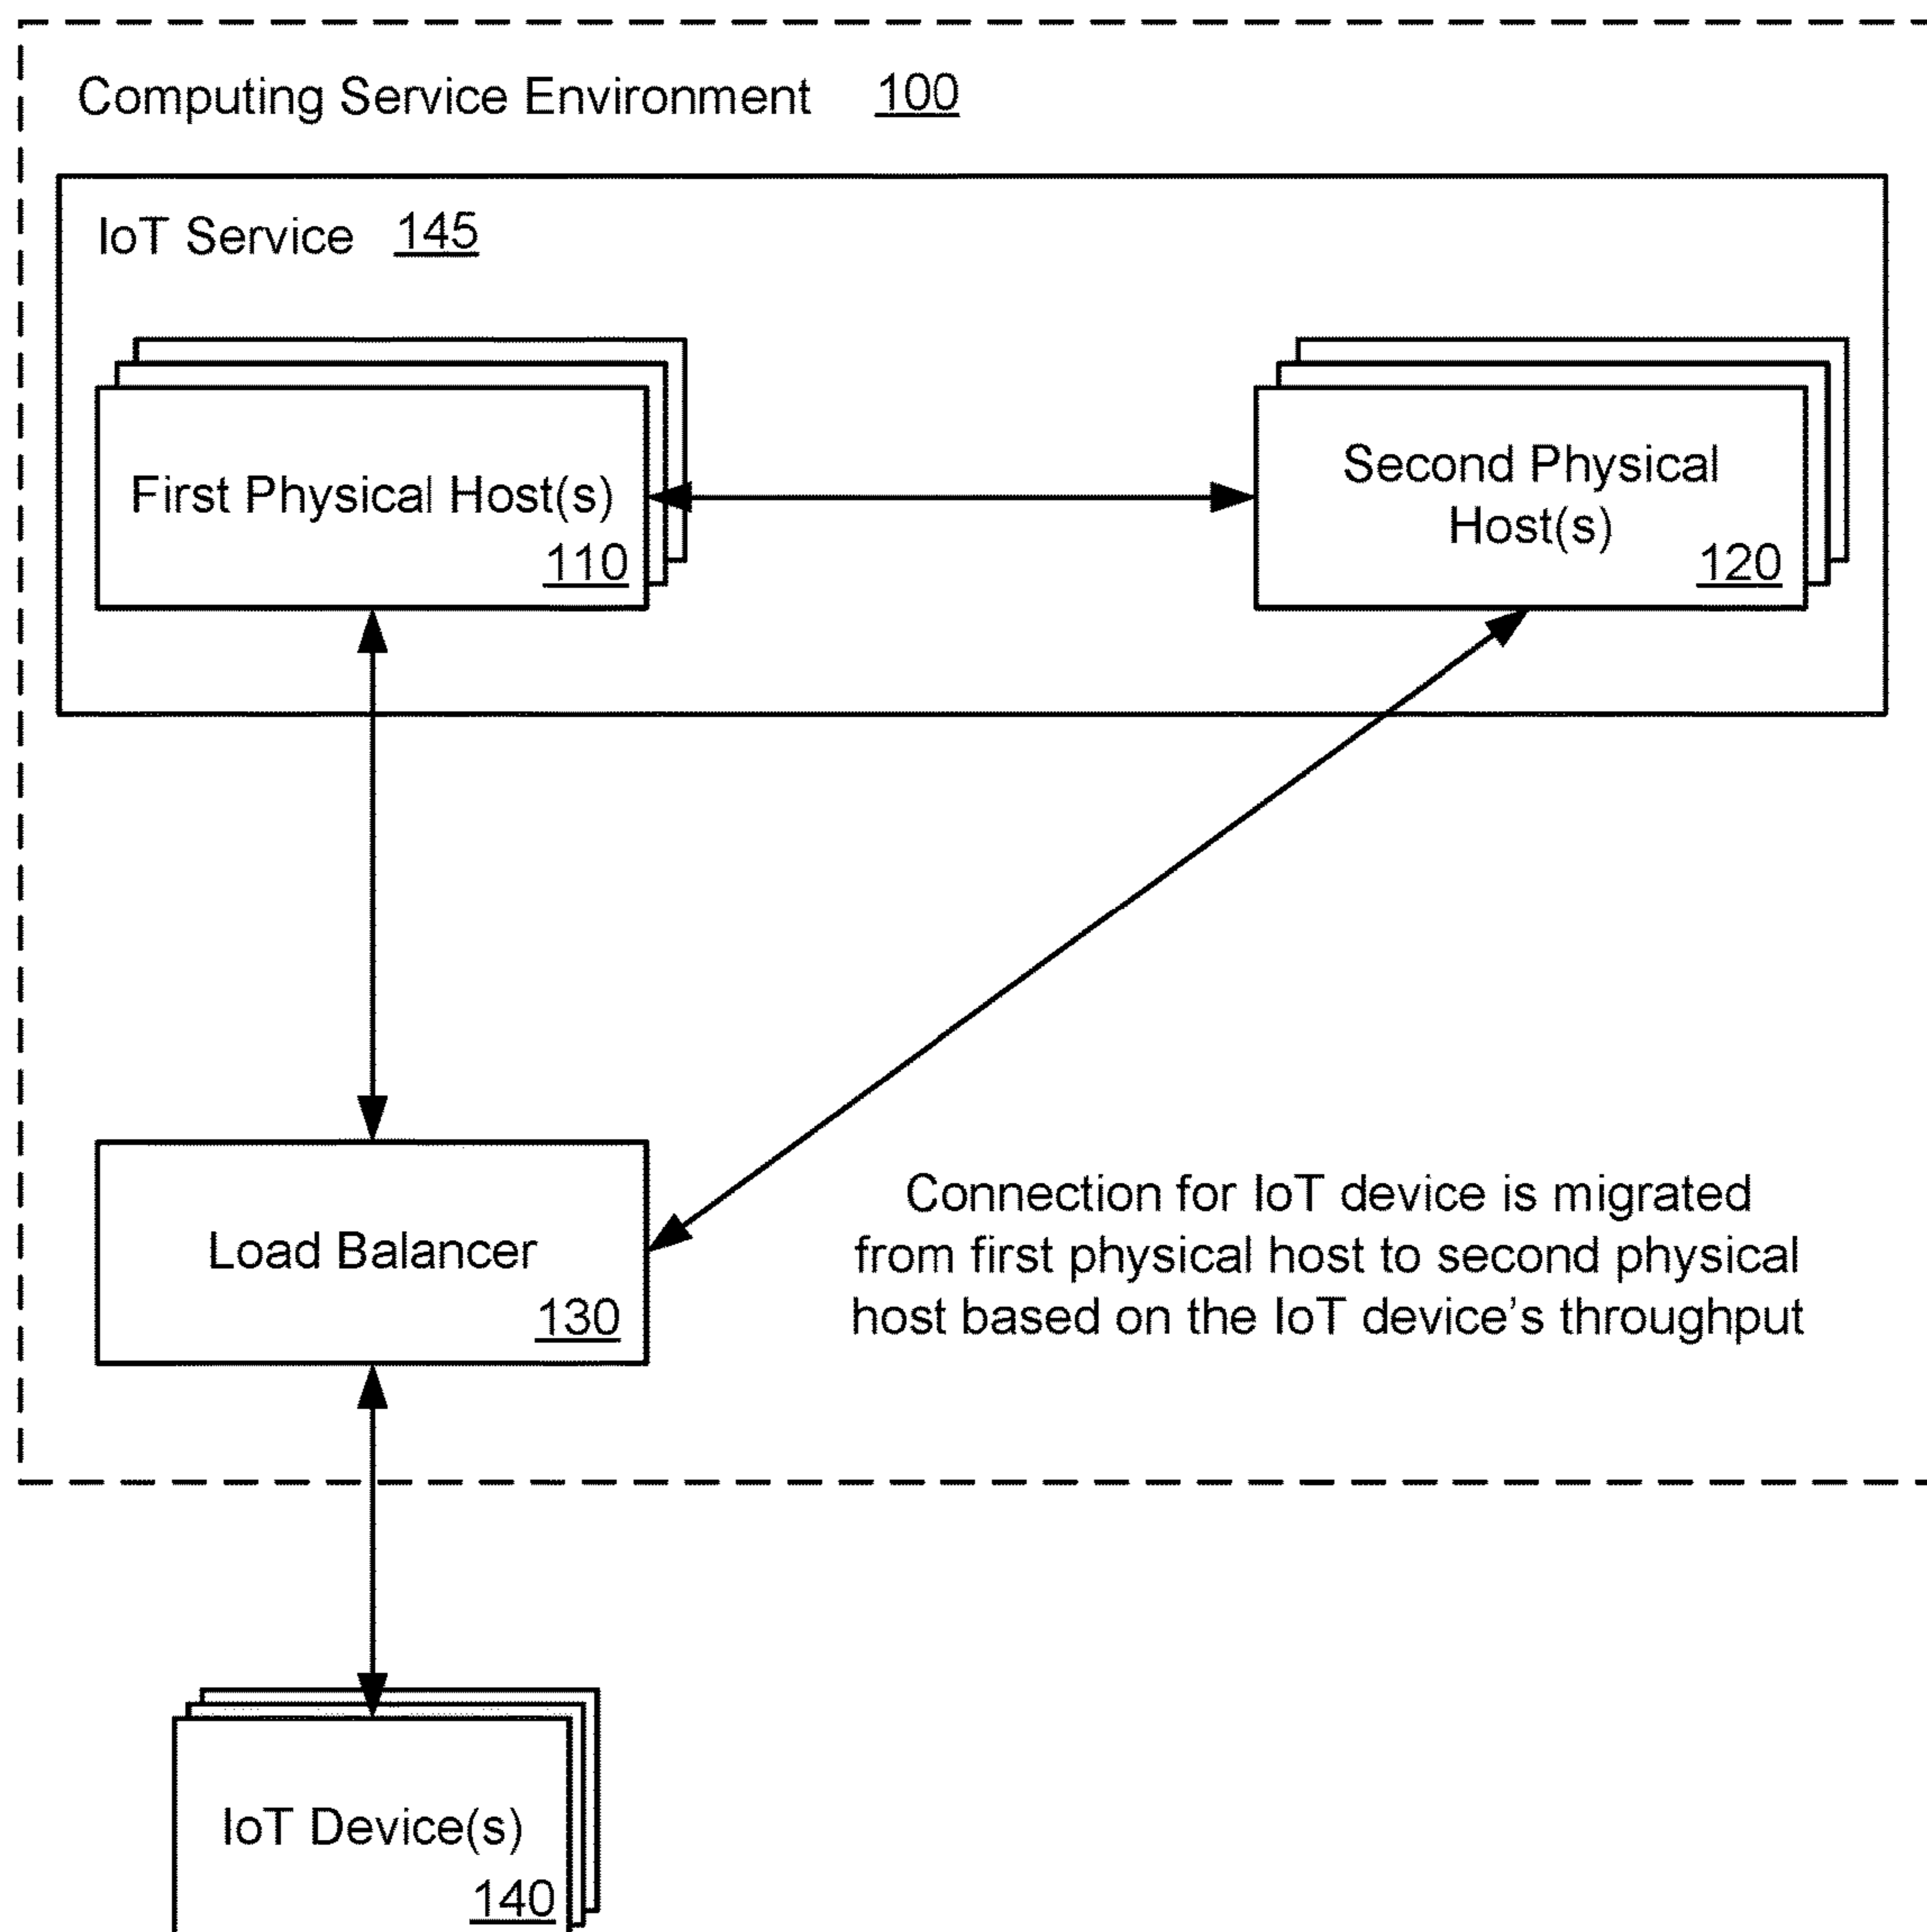 Computing Service Environment 100
IoT Service 145
First Physical Host(s)
110
Second Physical
Host(s)
120
Load Balancer
130
Connection for IoT device is migrated
from first physical host to second physical
host based on the IoT device's throughput
IoT Device(s)
140